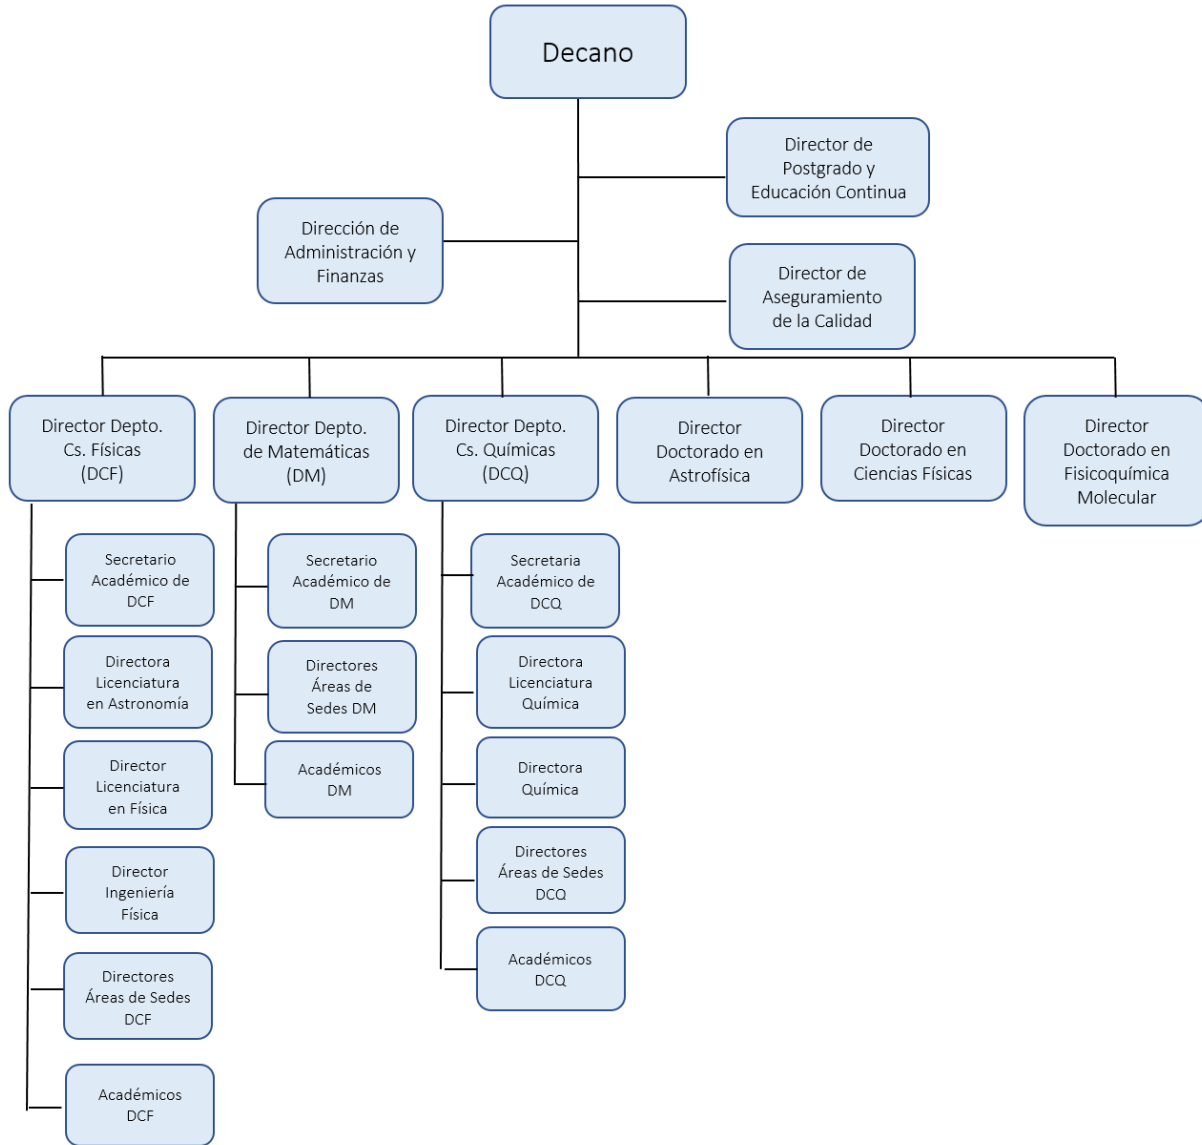 Decano
Director de
Postgrado y
Educación Continua
Dirección de
Administración y
Finanzas
Director de
Aseguramiento
de la Calidad
Director Depto.
Cs. Físicas
(DCF)
Director Depto.
de Matemáticas
(DM)
Director Depto.
Cs. Químicas
(DCQ)
Director
Doctorado en
Astrofísica
Director
Doctorado en
Ciencias Físicas
Director
Doctorado en
Fisicoquímica
Molecular
Secretario
Académico de
DCF
Directora
Licenciatura
en Astronomía
Director
Licenciatura
en Física
Director
Ingeniería
Física
Directores
Áreas de Sedes
DCF
Académicos
DCF
Secretario
Académico de
DM
Directores
Áreas de
Sedes DM
Académicos
DM
Secretaria
Académico de
DCQ
Directora
Licenciatura
Química
Directora
Química
Directores
Áreas de Sedes
DCQ
Académicos
DCQ